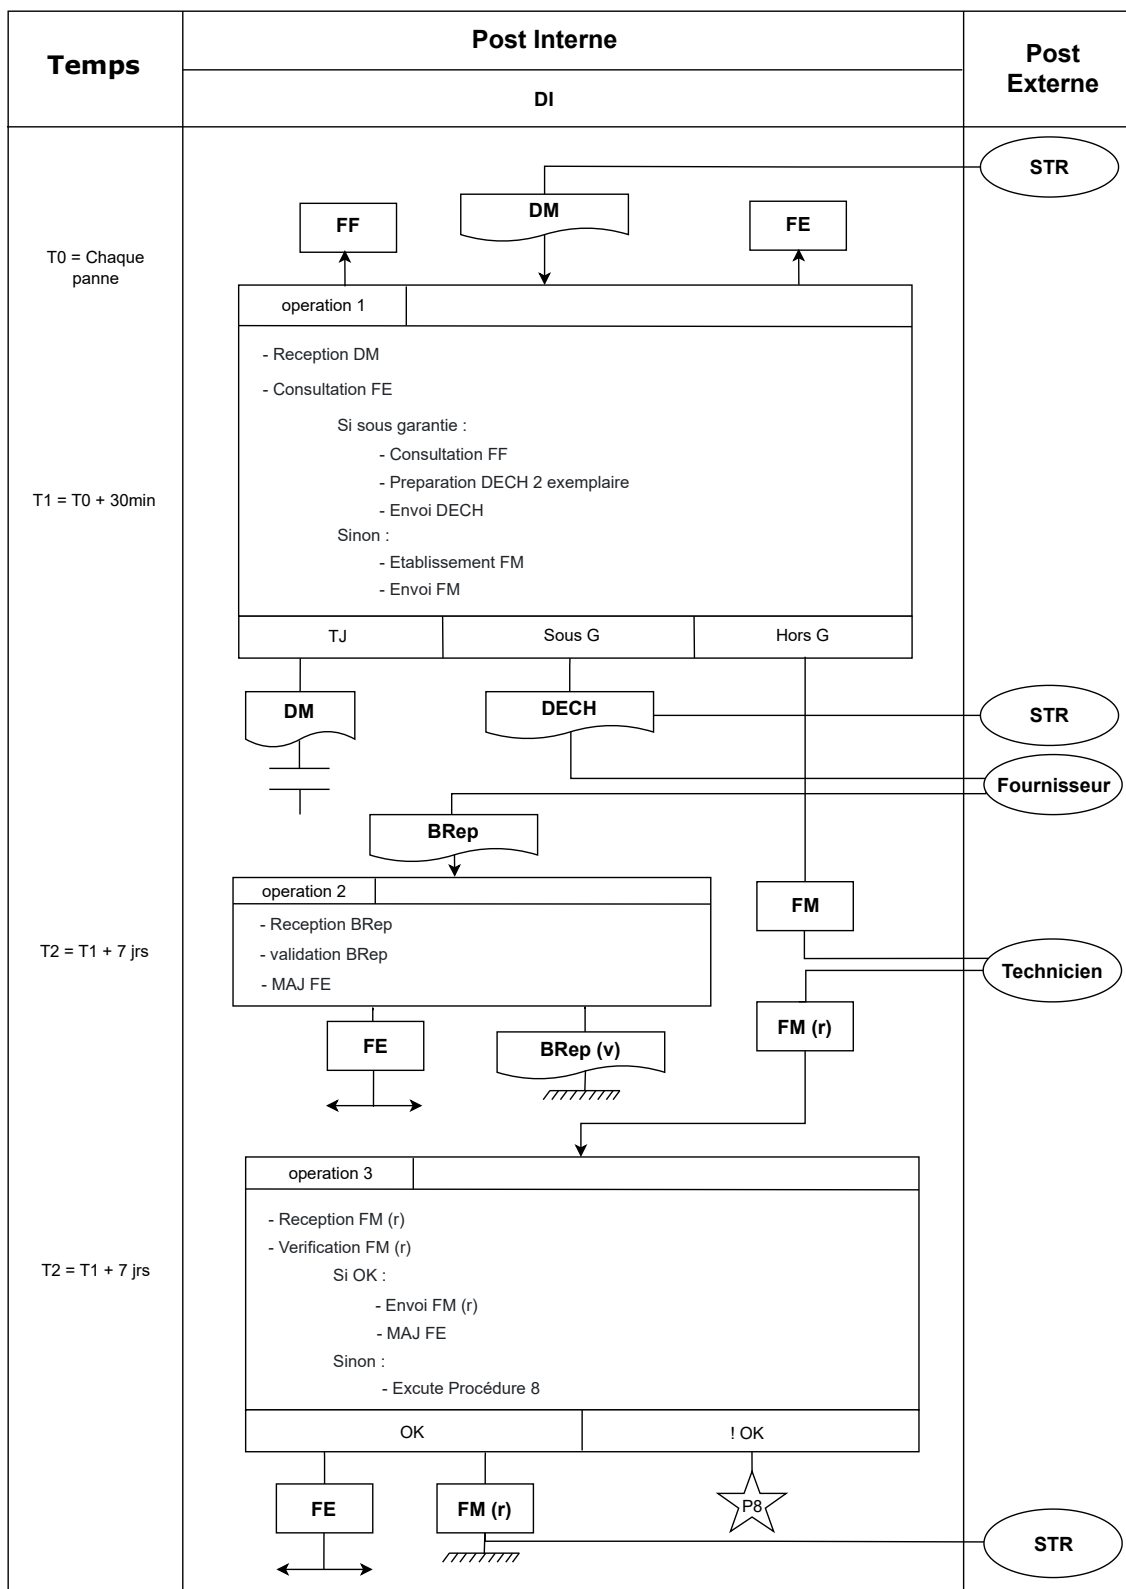 Temps
Post Interne
Post
Externe
DI
STR
DM
FF
FE
T0 = Chaque
panne
operation 1
- Reception DM
- Consultation FE
Si sous garantie :
- Consultation FF
- Preparation DECH 2 exemplaire
- Envoi DECH
Sinon :
- Etablissement FM
- Envoi FM
T1 = T0 + 30min
TJ
Sous G
Hors G
DM
DECH
STR
Fournisseur
BRep
operation 2
- Reception BRep
- validation BRep
- MAJ FE
T2 = T1 + 7 jrs
FM
Technicien
FM (r)
FE
BRep (v)
operation 3
- Reception FM (r)
- Verification FM (r)
Si OK :
- Envoi FM (r)
- MAJ FE
Sinon :
- Excute Procédure 8
T2 = T1 + 7 jrs
OK
! OK
FE
FM (r)
P8
STR